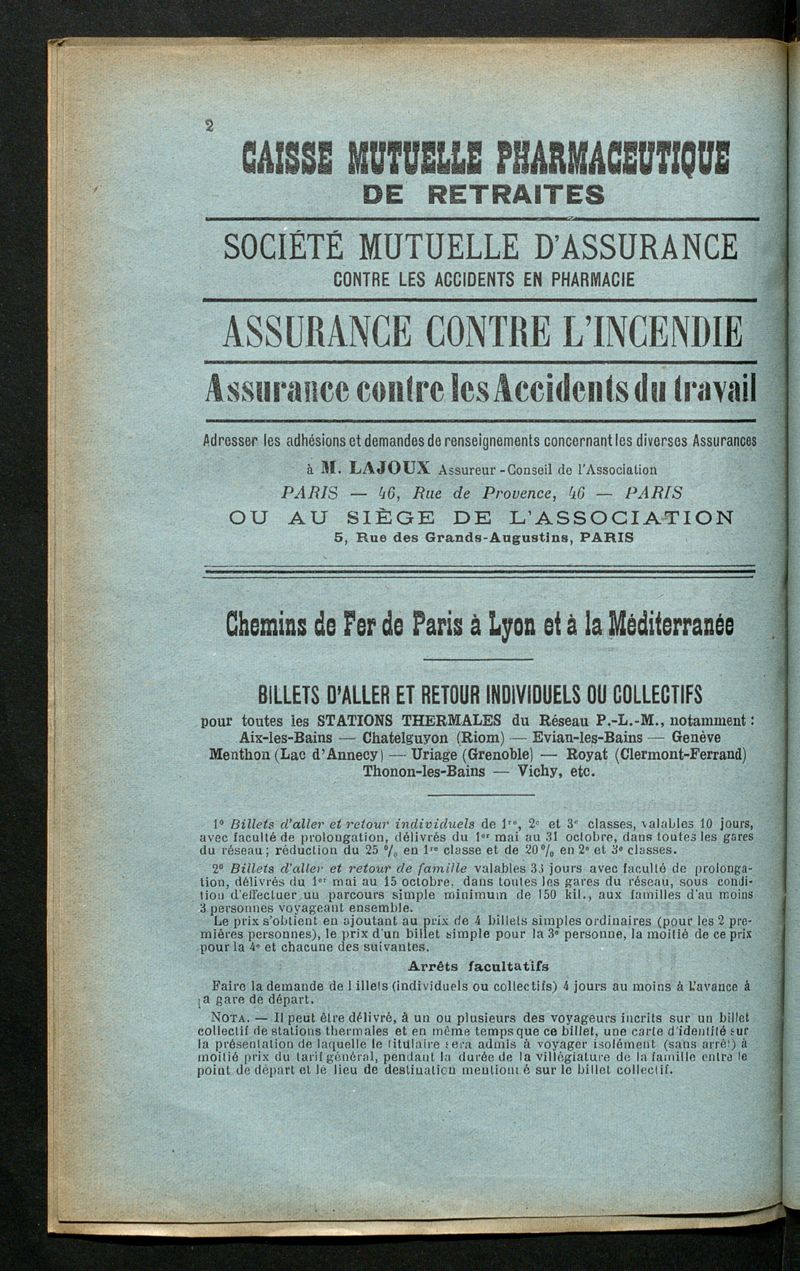 2
CAISSE MUTUELLE PHARMACEUTIQUE
DE RETRAITES
SOCIÉTÉ MUTUELLE D'ASSURANCE
CONTRE LES ACCIDENTS EN PHARMACIE
ASSURANCE CONTRE L'INCENDIE
Assurance contre les Accidents du travail
Adresser les adhésions et demandes de renseignements concernant les diverses Assurances
à M. LAJOUX Assureur-Conseil de l'Association
PARIS — 46, Rue de Provence, 46 — PARIS
OU AU SIÈGE DE L'ASSOCIATION
5, Rue des Grands-Augustins, PARIS
Chemins de Fer de Paris à Lyon et à la Méditerranée
BILLETS D'ALLER ET RETOUR INDIVIDUELS OU COLLECTIFS
pour toutes les STATIONS THERMALES du Réseau P.-L.-M., notamment :
Aix-les-Bains — Chatelguyon (Riom) — Evian-les-Bains — Genève
Menthon (Lac d'Annecy) — Uriage (Grenoble) — Royat (Clermont-Ferrand)
Thonon-les-Bains — Vichy, etc.
1° Billets d'aller et retour individuels de 1re, 2e et 3e classes, valables 10 jours,
avec faculté de prolongation, délivrés du 1er mai au 31 octobre, dans toutes les gares
du réseau; réduction du 25 % en 1re classe et de 20 % en 2e et 3e classes.
2° Billets d'aller et retour de famille valables 33 jours avec faculté de prolonga-
tion, délivrés du 1er mai au 15 octobre, dans toutes les gares du réseau, sous condi-
tion d'effectuer un parcours simple minimum de 150 kil., aux familles d'au moins
3 personnes voyageant ensemble.
Le prix s'obtient en ajoutant au prix de 4 billets simples ordinaires (pour les 2 pre-
mières personnes), le prix d'un billet simple pour la 3e personne, la moitié de ce prix
pour la 4e et chacune des suivantes.
Arrêts facultatifs
Faire la demande de billets (individuels ou collectifs) 4 jours au moins à l'avance à
la gare de départ.
NOTA. — Il peut être délivré, à un ou plusieurs des voyageurs incrits sur un billet
collectif de stations thermales et en même temps que ce billet, une carte d'identité sur
la présentation de laquelle le titulaire sera admis à voyager isolément (sans arrêt) à
moitié prix du tarif général, pendant la durée de la villégiature de la famille entre le
point de départ et le lieu de destination mentionné sur le billet collectif.